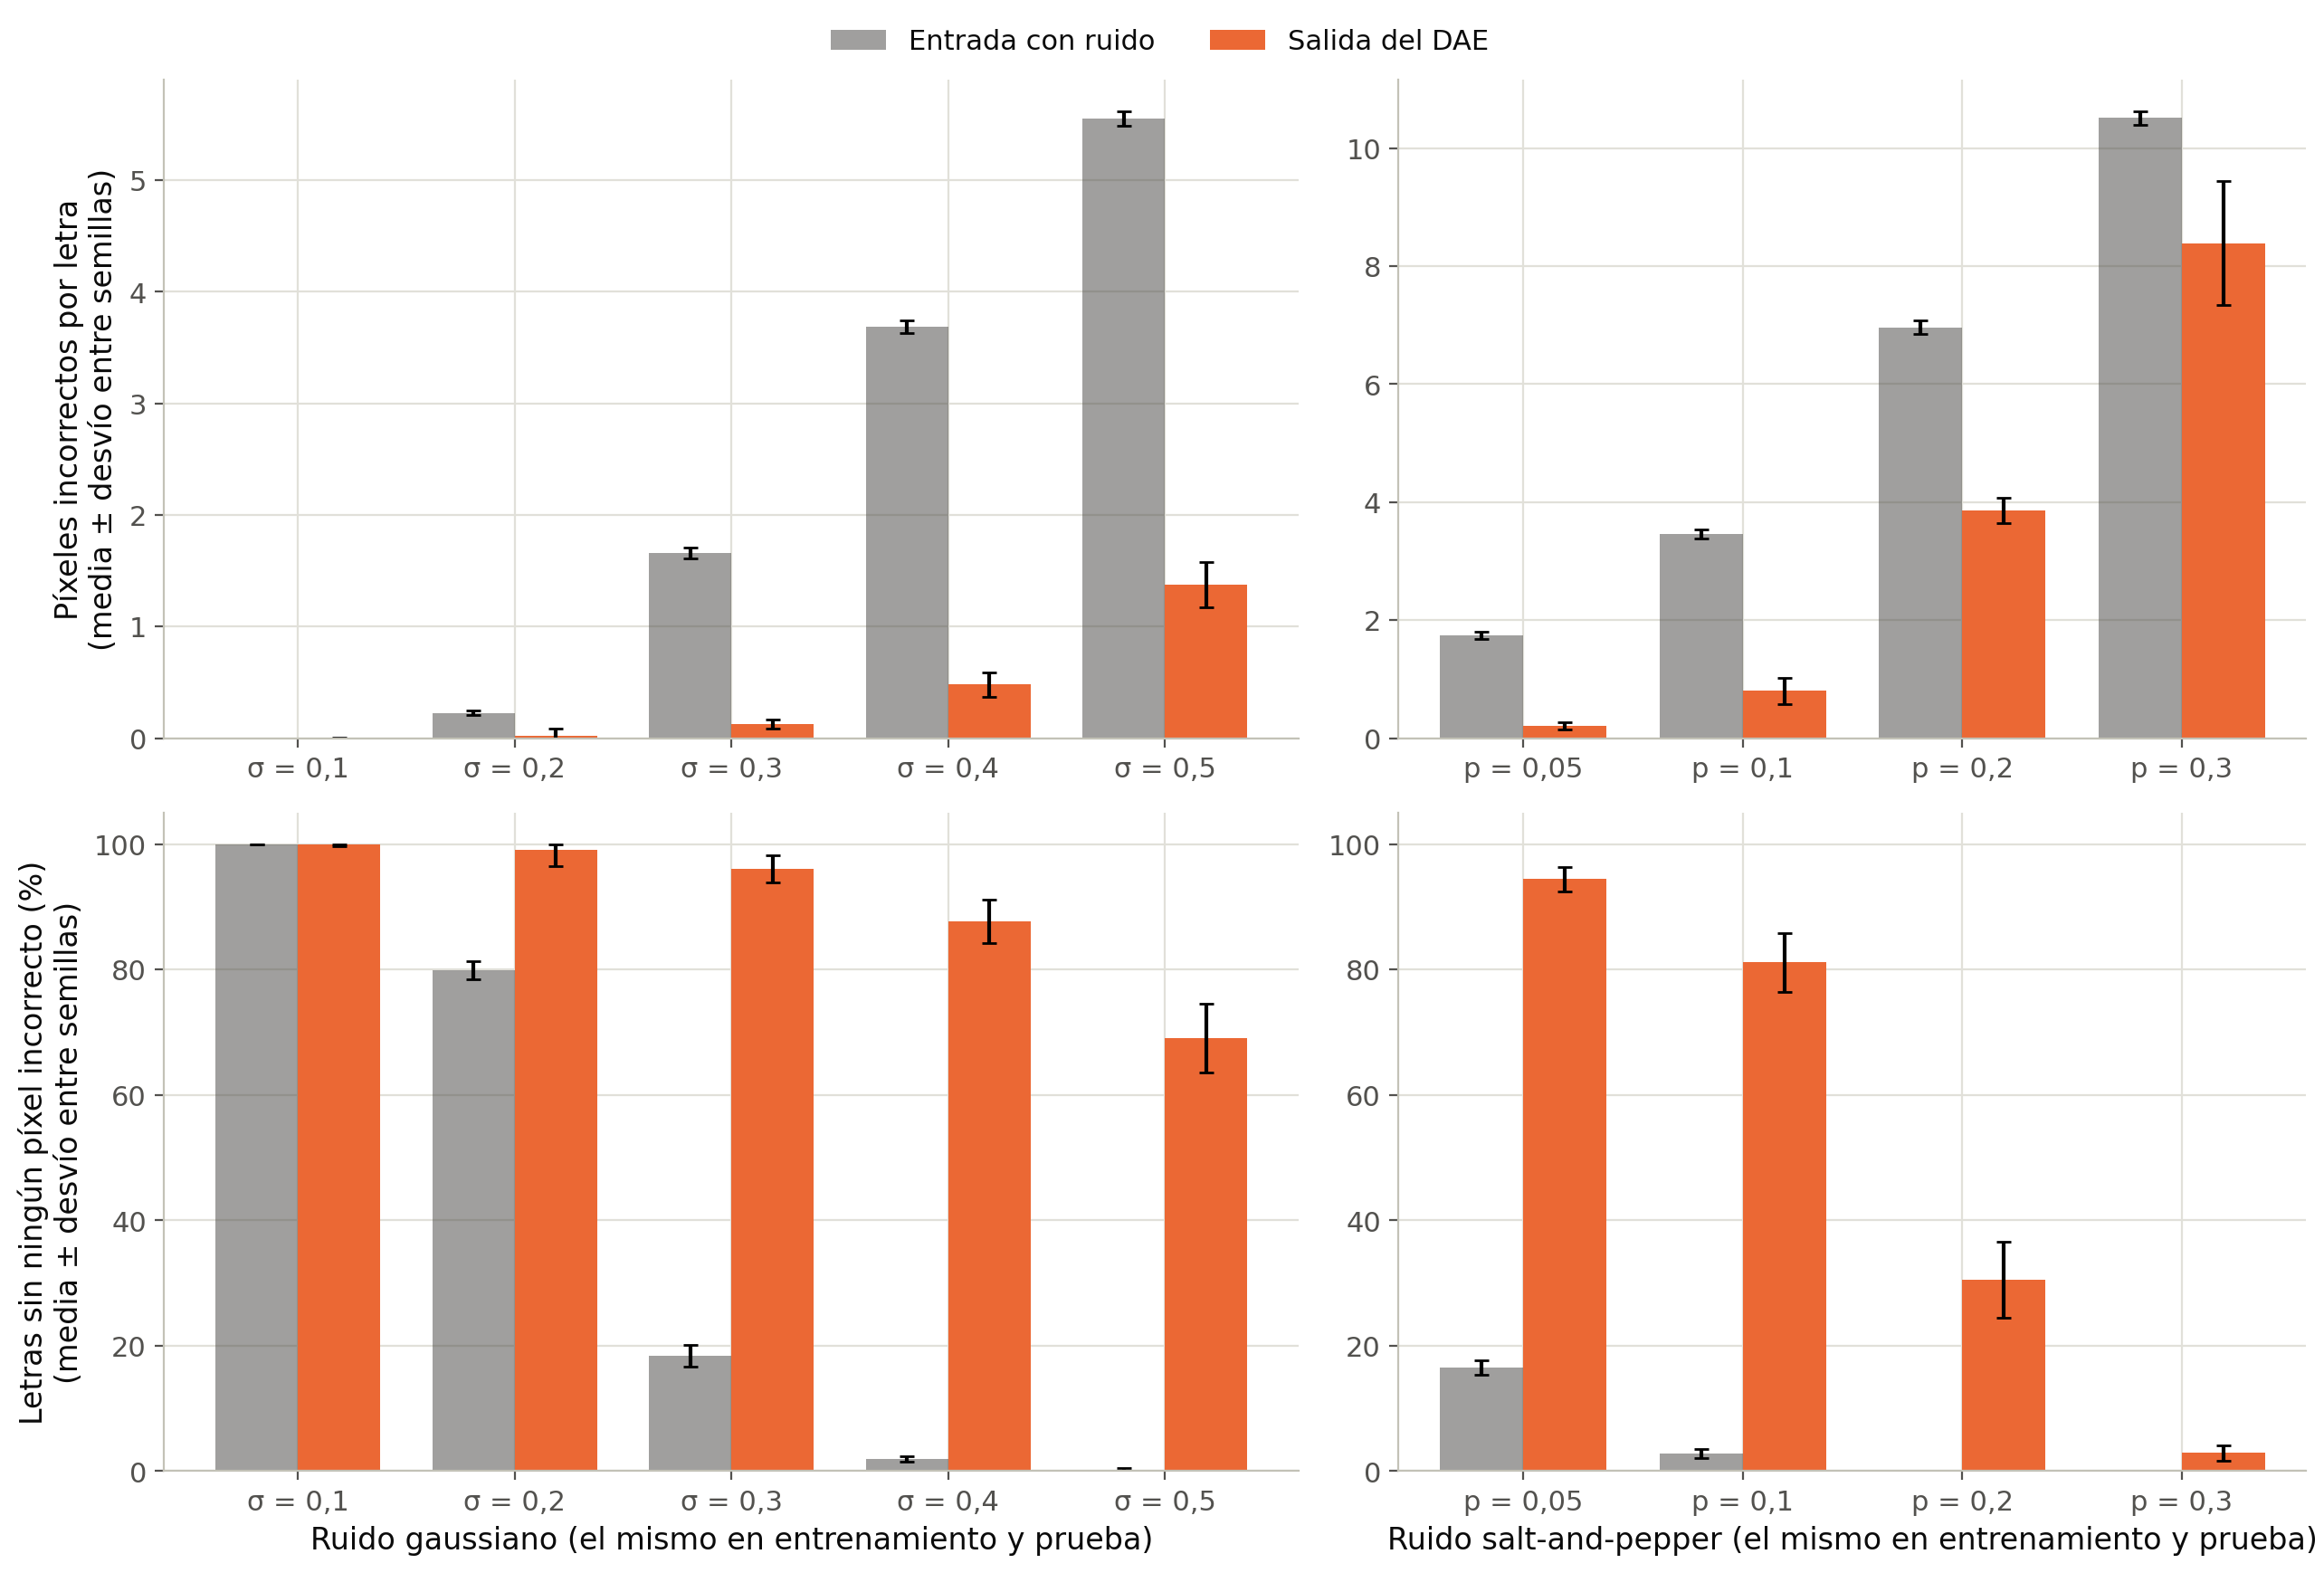 Entrada con ruido
Salida del DAE
Píxeles incorrectos por letra
(media ± desvío entre semillas)
5
4
3
2
1
0
σ = 0,1
σ = 0,2
σ = 0,3
σ = 0,4
σ = 0,5
10
8
6
4
2
0
p = 0,05
p = 0,1
p = 0,2
p = 0,3
Letras sin ningún píxel incorrecto (%)
(media ± desvío entre semillas)
100
80
60
40
20
0
σ = 0,1
σ = 0,2
σ = 0,3
σ = 0,4
σ = 0,5
Ruido gaussiano (el mismo en entrenamiento y prueba)
100
80
60
40
20
0
p = 0,05
p = 0,1
p = 0,2
p = 0,3
Ruido salt-and-pepper (el mismo en entrenamiento y prueba)